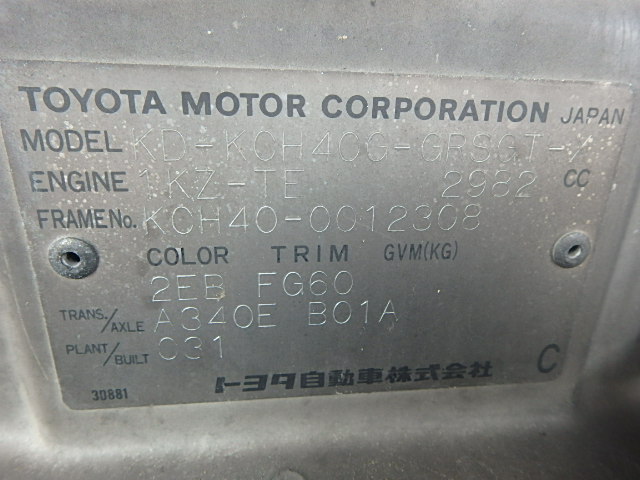 TOYOTA MOTOR CORPORATION JAPAN
MODEL KD-KCH40G-GRSGT-X
ENGINE 1KZ-TE 2982 CC
FRAME No. KCH40-0012308
COLOR TRIM GVM(KG)
2EB FG60
TRANS./AXLE A340E B01A
PLANT/BUILT C31
トヨタ自動車株式会社 C
30881